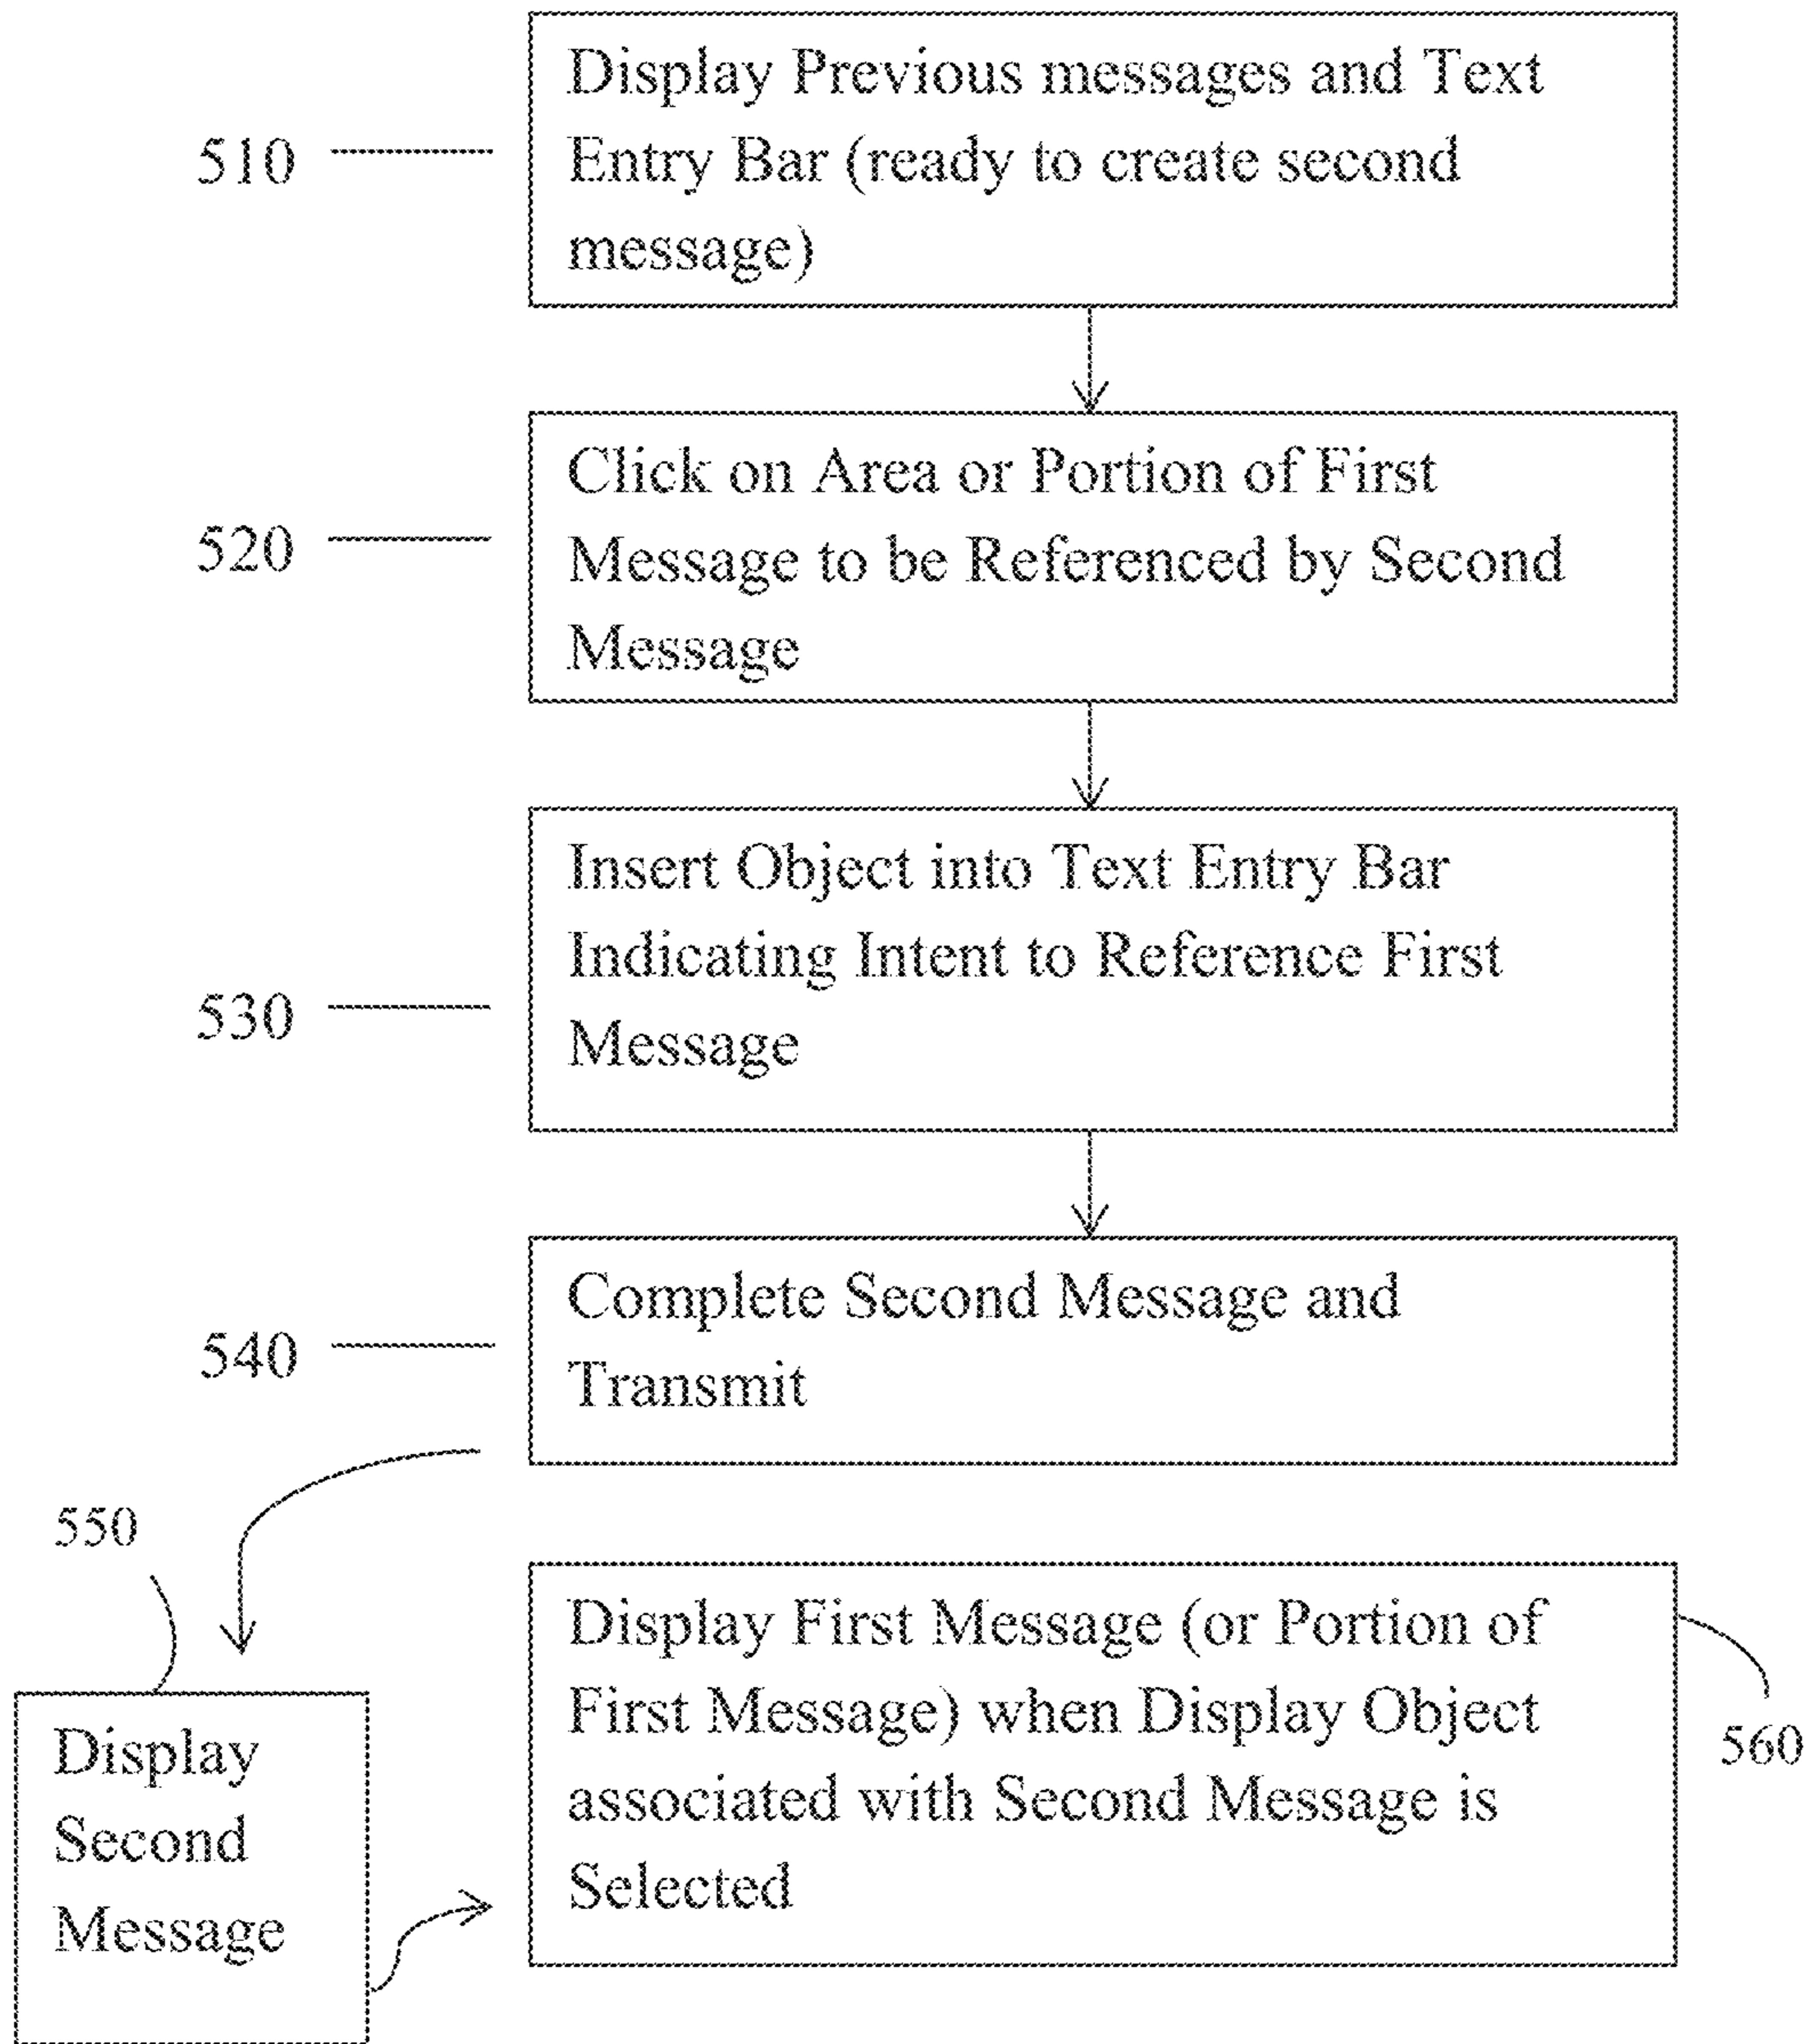 Display Previous messages and Text
Entry Bar (ready to create second
message)
510
Click on Area or Portion of First
Message to be Referenced by Second
Message
520
Insert Object into Text Entry Bar
Indicating Intent to Reference First
Message
530
Complete Second Message and
Transmit
540
550
Display
Second
Message
Display First Message (or Portion of
First Message) when Display Object
associated with Second Message is
Selected
560